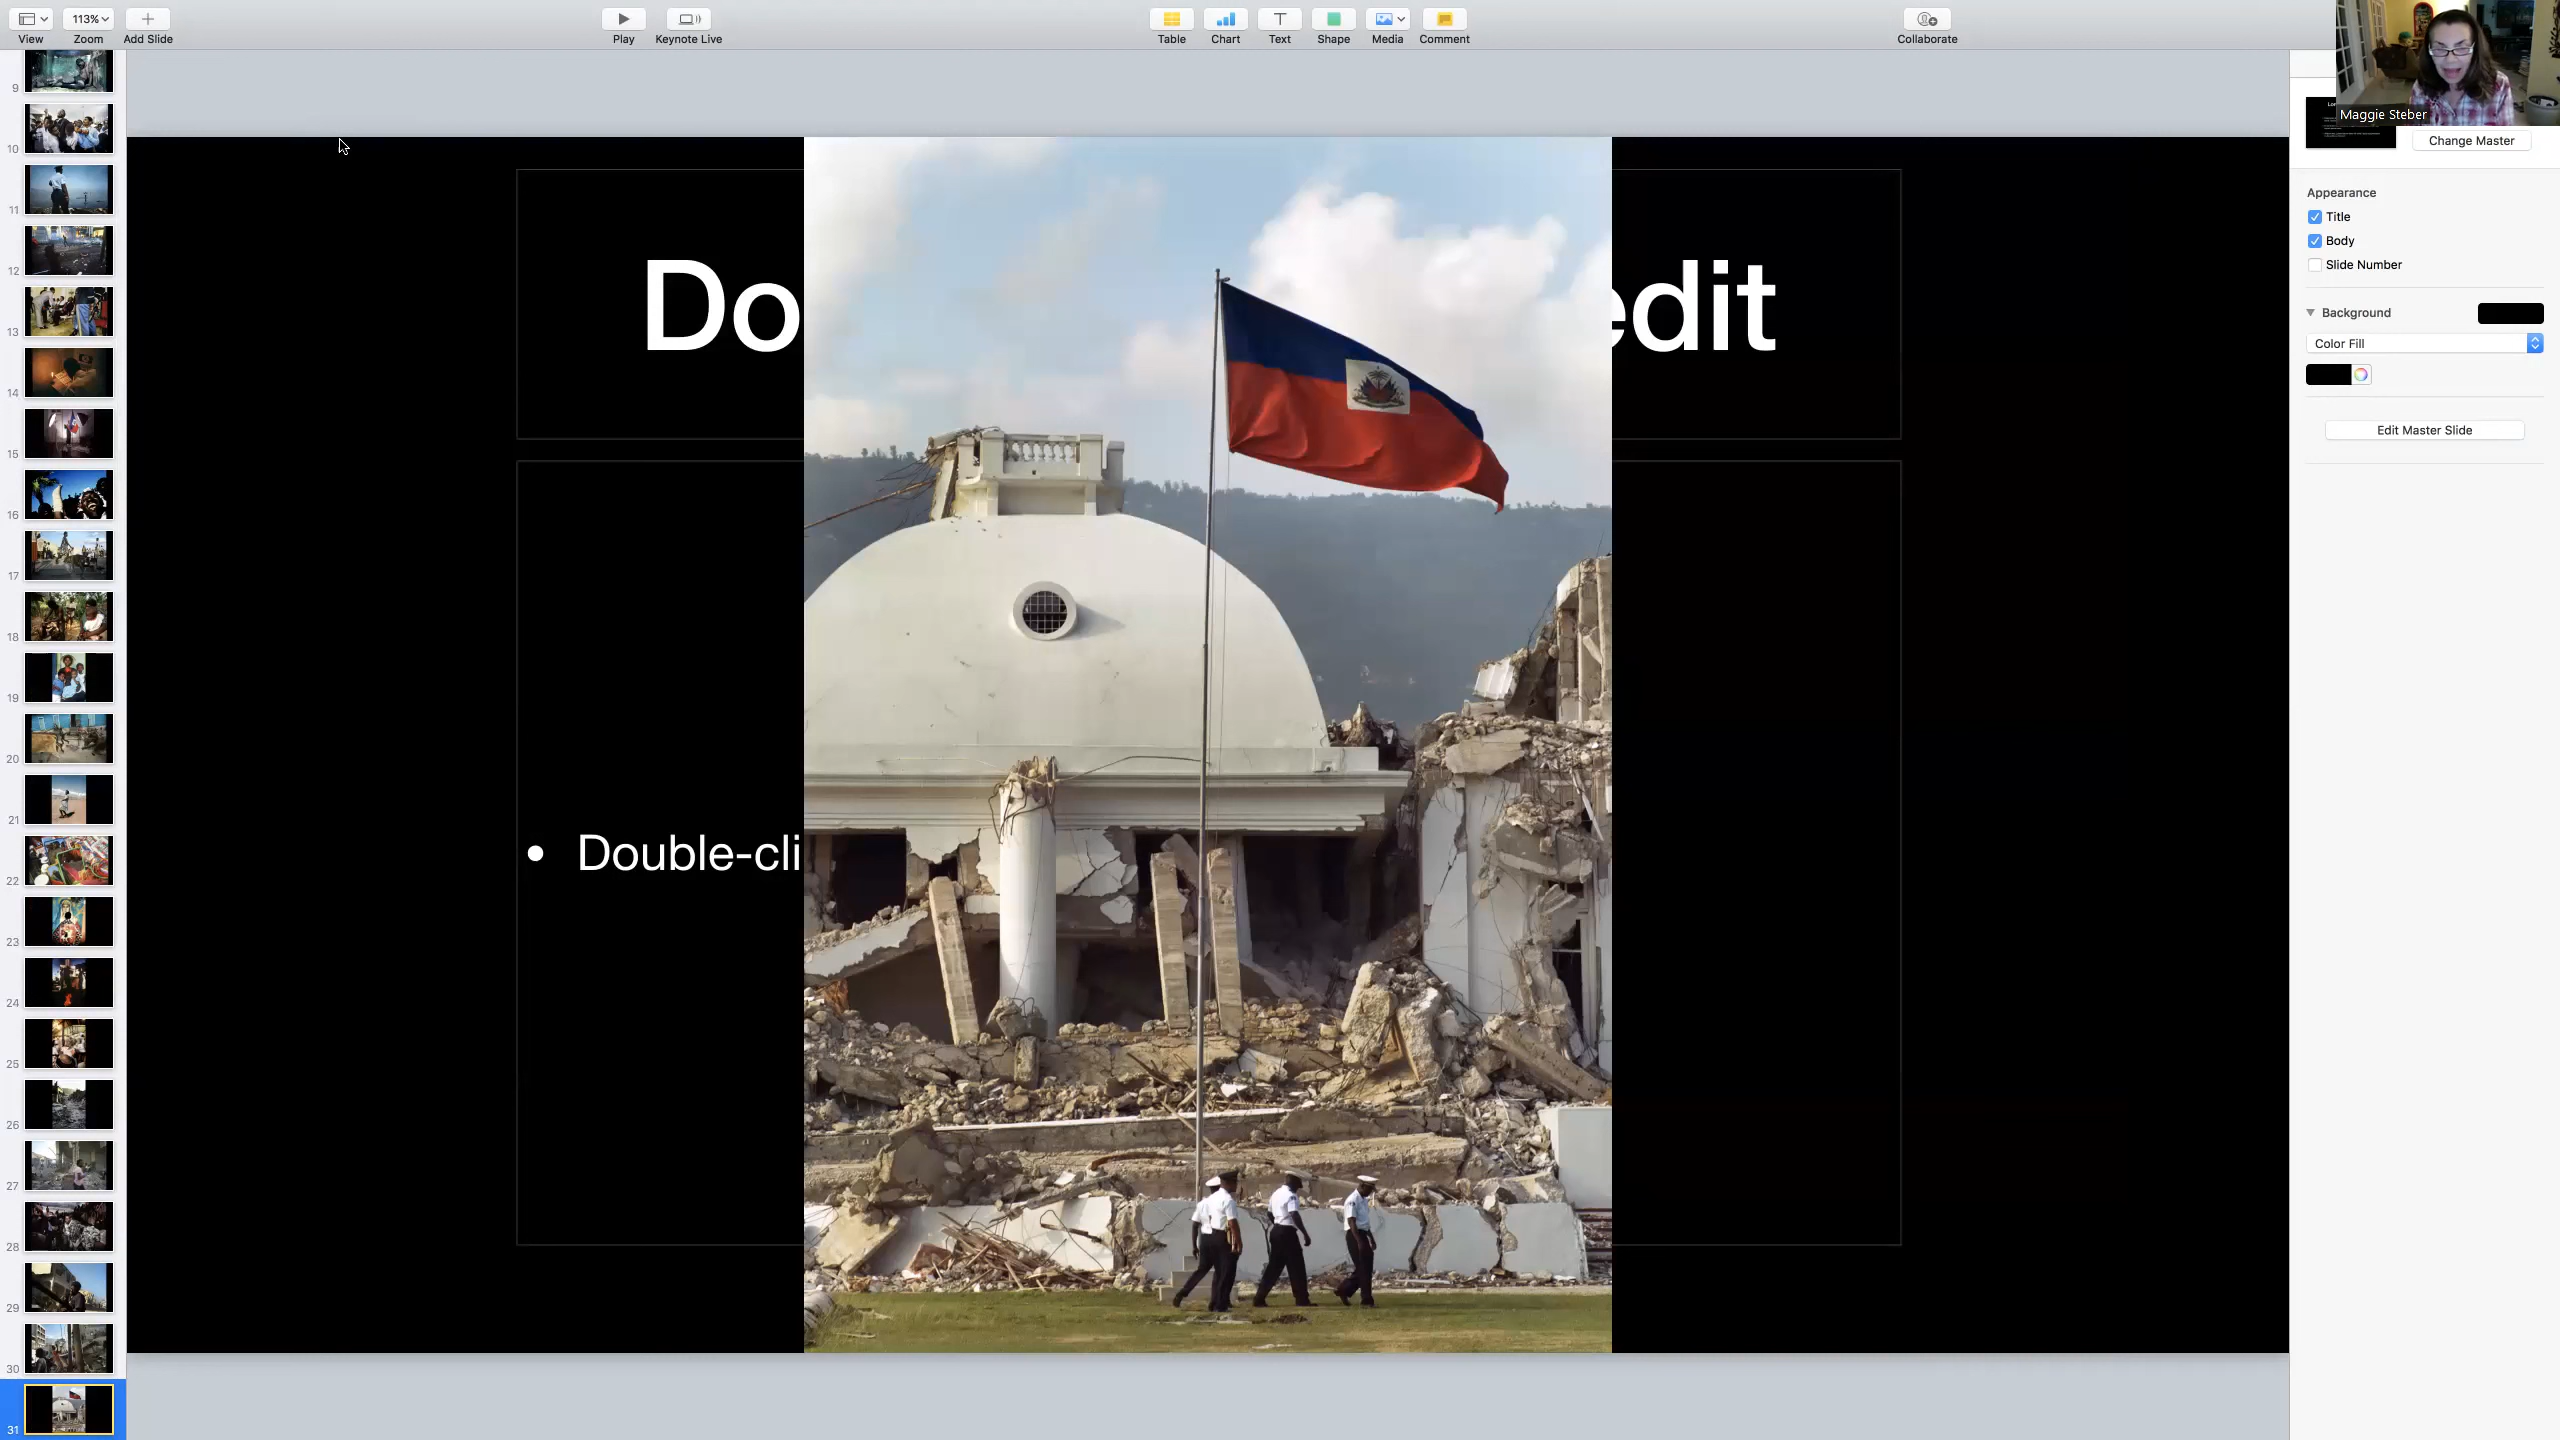 View
113%
Zoom
Add Slide
Play
Keynote Live
Table
Chart
Text
Shape
Media
Comment
Collaborate
Maggie Steber
Change Master
Appearance
Title
Body
Slide Number
Background
Color Fill
Edit Master Slide
Do edit
• Double-cli
9
10
11
12
13
14
15
16
17
18
19
20
21
22
23
24
25
26
27
28
29
30
31